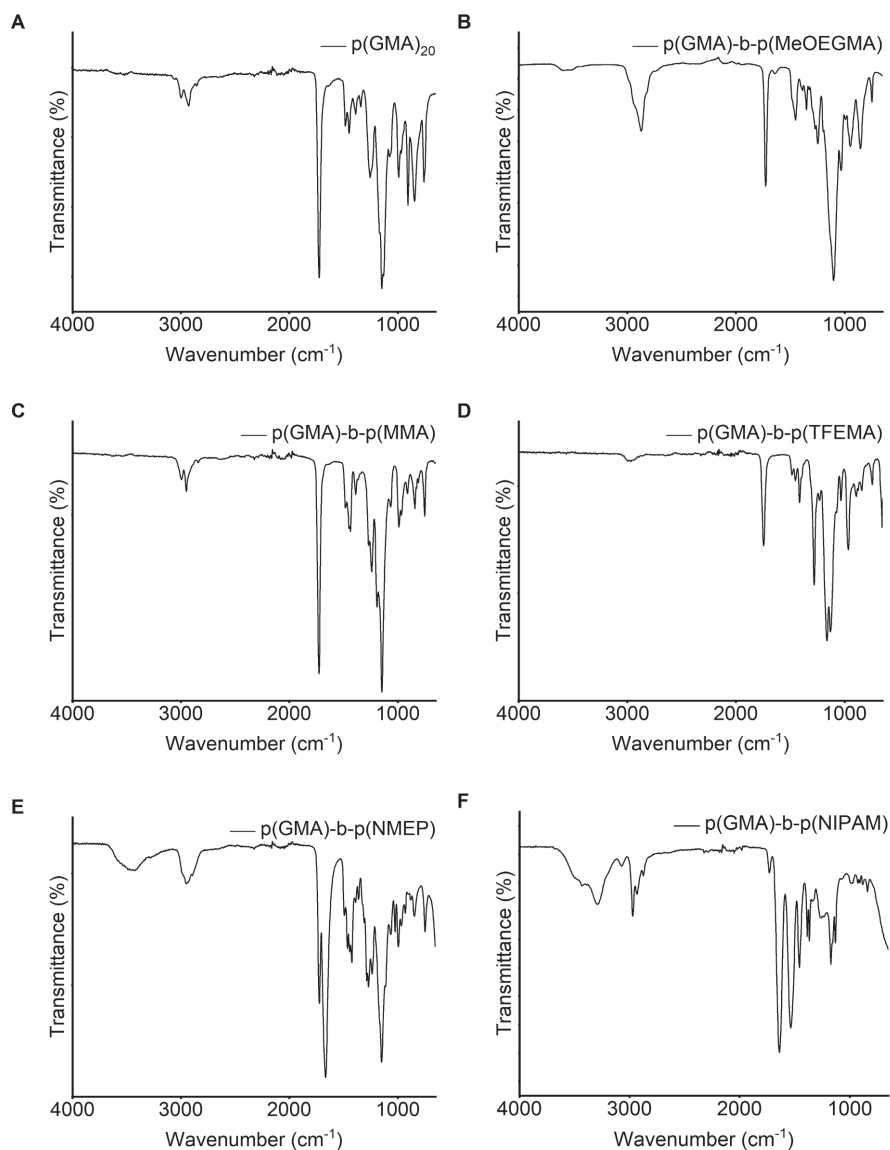 A
p(GMA)20
Transmittance (%)
4000 3000 2000 1000
Wavenumber (cm-1)
B
p(GMA)-b-p(MeOEGMA)
Transmittance (%)
4000 3000 2000 1000
Wavenumber (cm-1)
C
p(GMA)-b-p(MMA)
Transmittance (%)
4000 3000 2000 1000
Wavenumber (cm-1)
D
p(GMA)-b-p(TFEMA)
Transmittance (%)
4000 3000 2000 1000
Wavenumber (cm-1)
E
p(GMA)-b-p(NMEP)
Transmittance (%)
4000 3000 2000 1000
Wavenumber (cm-1)
F
p(GMA)-b-p(NIPAM)
Transmittance (%)
4000 3000 2000 1000
Wavenumber (cm-1)